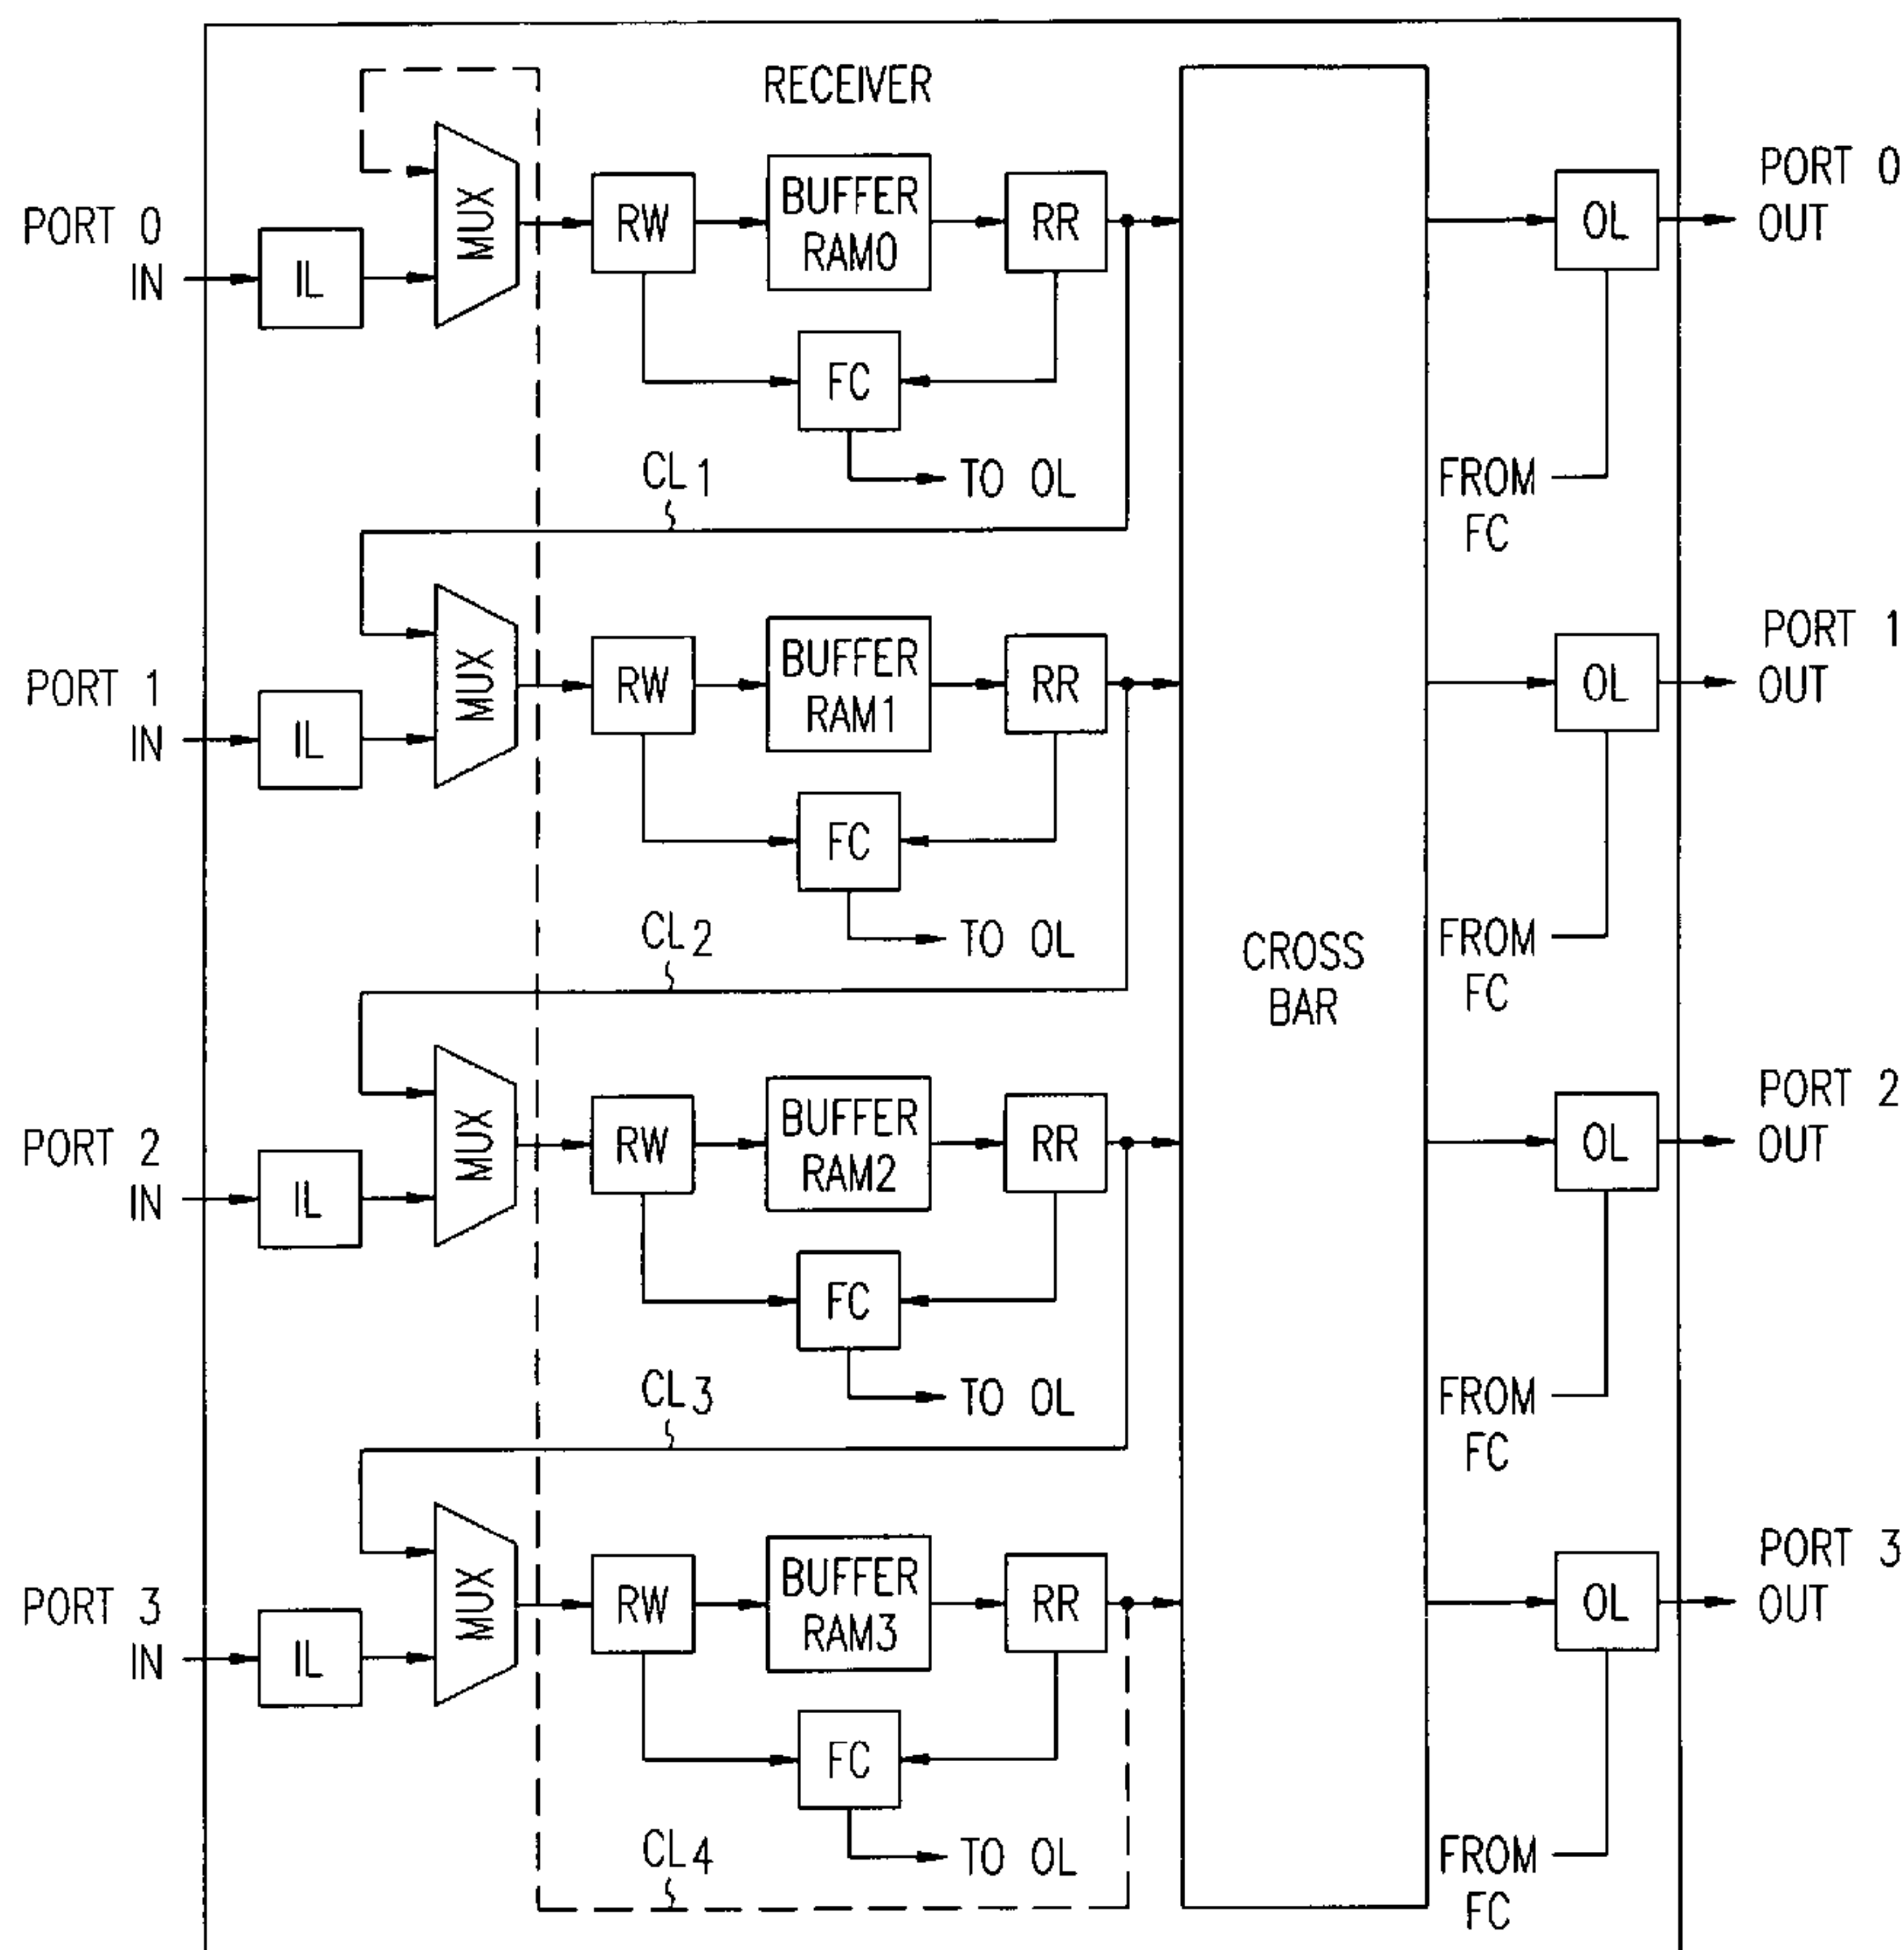 RECEIVER
PORT 0
IN
IL
MUX
RW
BUFFER
RAM0
RR
FC
TO OL
CL1
OL
FROM
FC
PORT 0
OUT
PORT 1
IN
IL
MUX
RW
BUFFER
RAM1
RR
FC
TO OL
CL2
OL
FROM
FC
PORT 1
OUT
CROSS
BAR
PORT 2
IN
IL
MUX
RW
BUFFER
RAM2
RR
FC
TO OL
CL3
OL
FROM
FC
PORT 2
OUT
PORT 3
IN
IL
MUX
RW
BUFFER
RAM3
RR
FC
TO OL
CL4
OL
FROM
FC
PORT 3
OUT